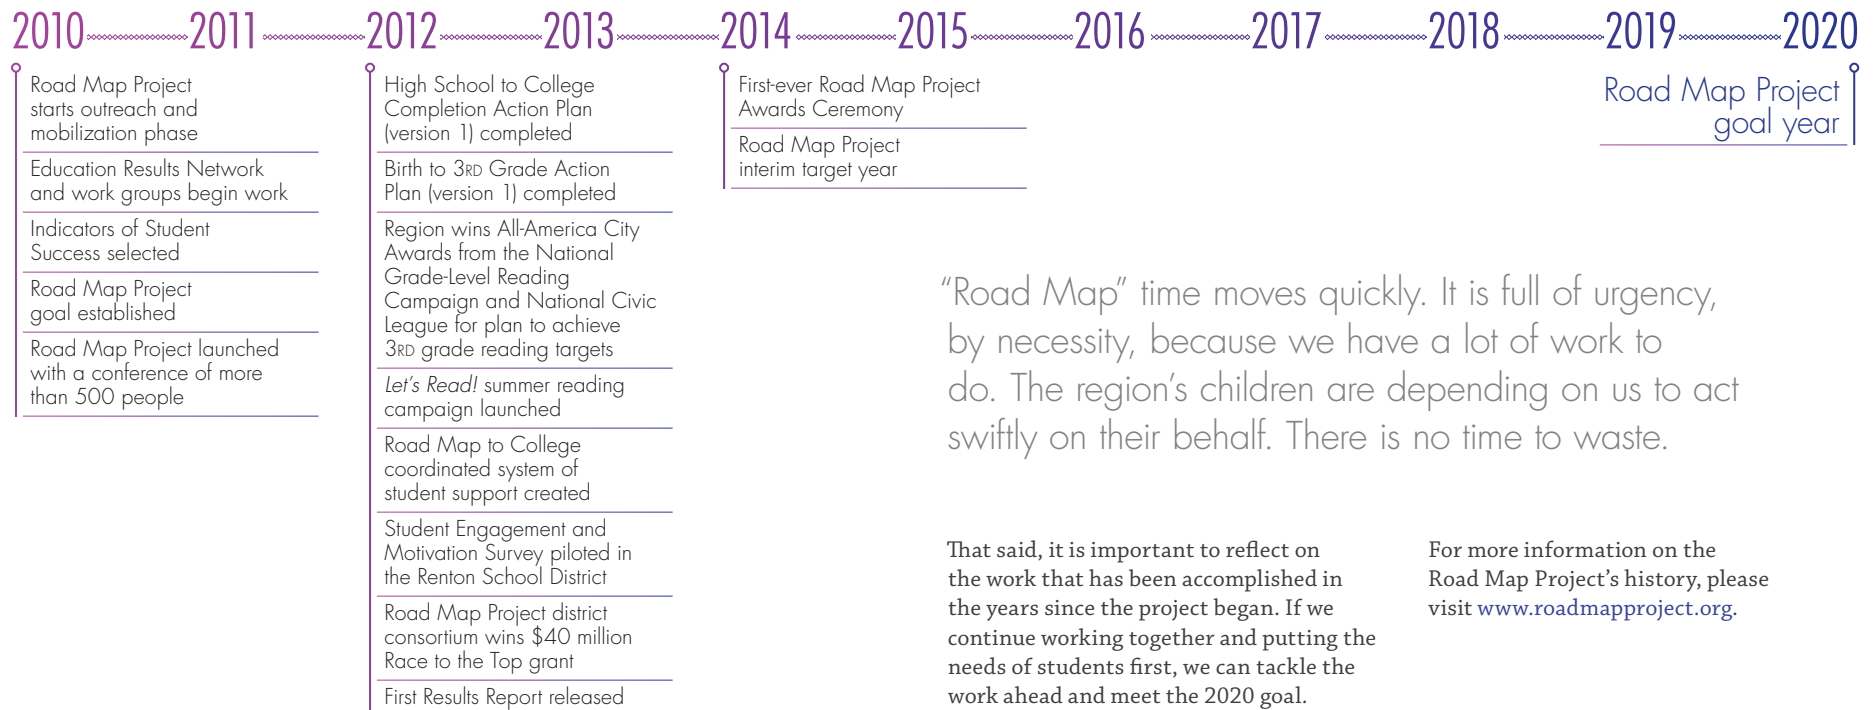 2010 2011 2012 2013 2014 2015 2016 2017 2018 2019 2020
Road Map Project
starts outreach and
mobilization phase
Education Results Network
and work groups begin work
Indicators of Student
Success selected
Road Map Project
goal established
Road Map Project launched
with a conference of more
than 500 people
High School to College
Completion Action Plan
(version 1) completed
Birth to 3RD Grade Action
Plan (version 1) completed
Region wins All-America City
Awards from the National
Grade-Level Reading
Campaign and National Civic
League for plan to achieve
3RD grade reading targets
Let's Read! summer reading
campaign launched
Road Map to College
coordinated system of
student support created
Student Engagement and
Motivation Survey piloted in
the Renton School District
Road Map Project district
consortium wins $40 million
Race to the Top grant
First Results Report released
First-ever Road Map Project
Awards Ceremony
Road Map Project
interim target year
Road Map Project
goal year
“Road Map” time moves quickly. It is full of urgency,
by necessity, because we have a lot of work to
do. The region’s children are depending on us to act
swiftly on their behalf. There is no time to waste.
That said, it is important to reflect on
the work that has been accomplished in
the years since the project began. If we
continue working together and putting the
needs of students first, we can tackle the
work ahead and meet the 2020 goal.
For more information on the
Road Map Project’s history, please
visit www.roadmapproject.org.